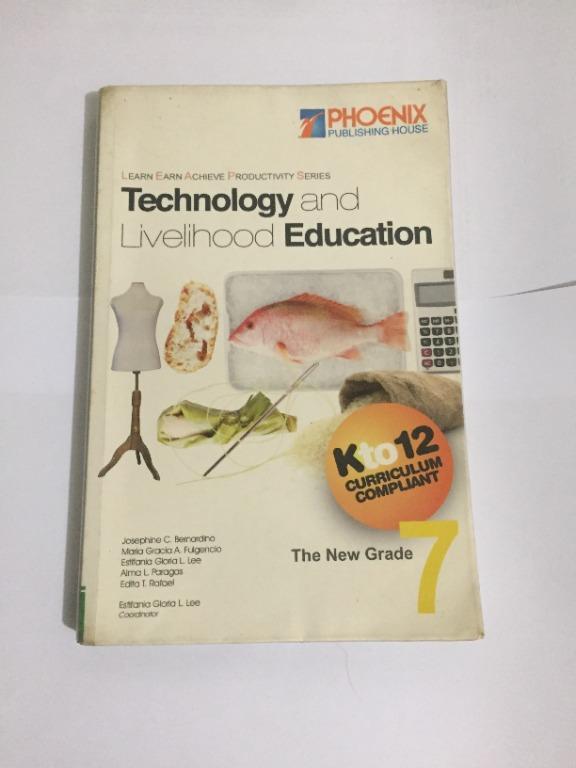 PHOENIX
PUBLISHING HOUSE
LEARN EARN ACHIEVE PRODUCTIVITY SERIES
Technology and
Livelihood Education
K to 12
CURRICULUM
COMPLIANT
Josephine C. Bernardino
Maria Gracia A. Fulgencio
Estifania Gloria L. Lee
Alma L. Paragas
Edita T. Rafael
Estifania Gloria L. Lee
Coordinator
The New Grade 7